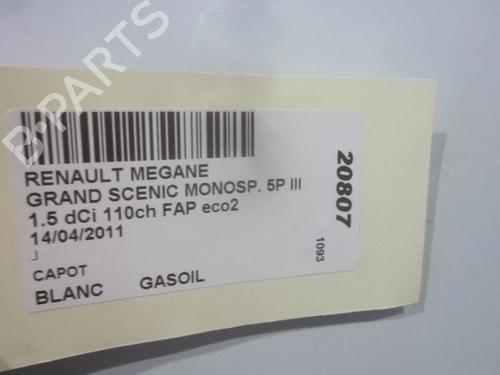 B-PARTS
RENAULT MEGANE
GRAND SCENIC MONOSP. 5P III
1.5 dCi 110ch FAP eco2
14/04/2011
CAPOT
BLANC GASOIL
20807
1093